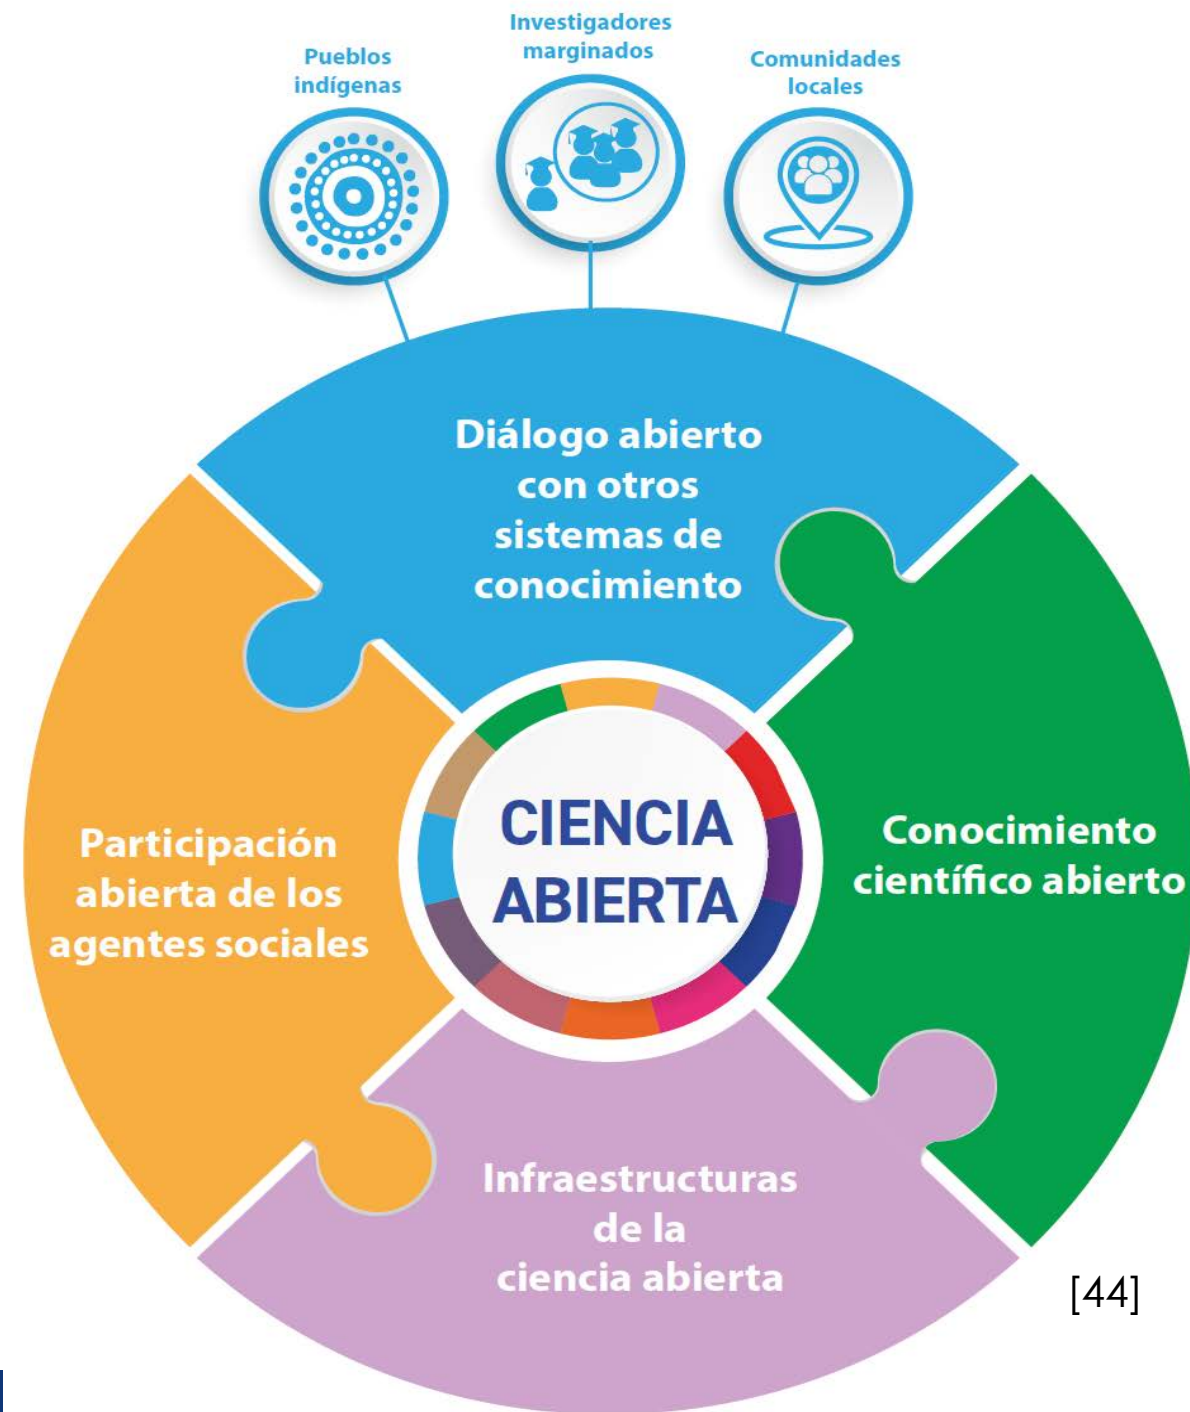 Pueblos
indígenas
Investigadores
marginados
Comunidades
locales
Diálogo abierto
con otros
sistemas de
conocimiento
Participación
abierta de los
agentes sociales
CIENCIA
ABIERTA
Conocimiento
científico abierto
Infraestructuras
de la
ciencia abierta
[44]